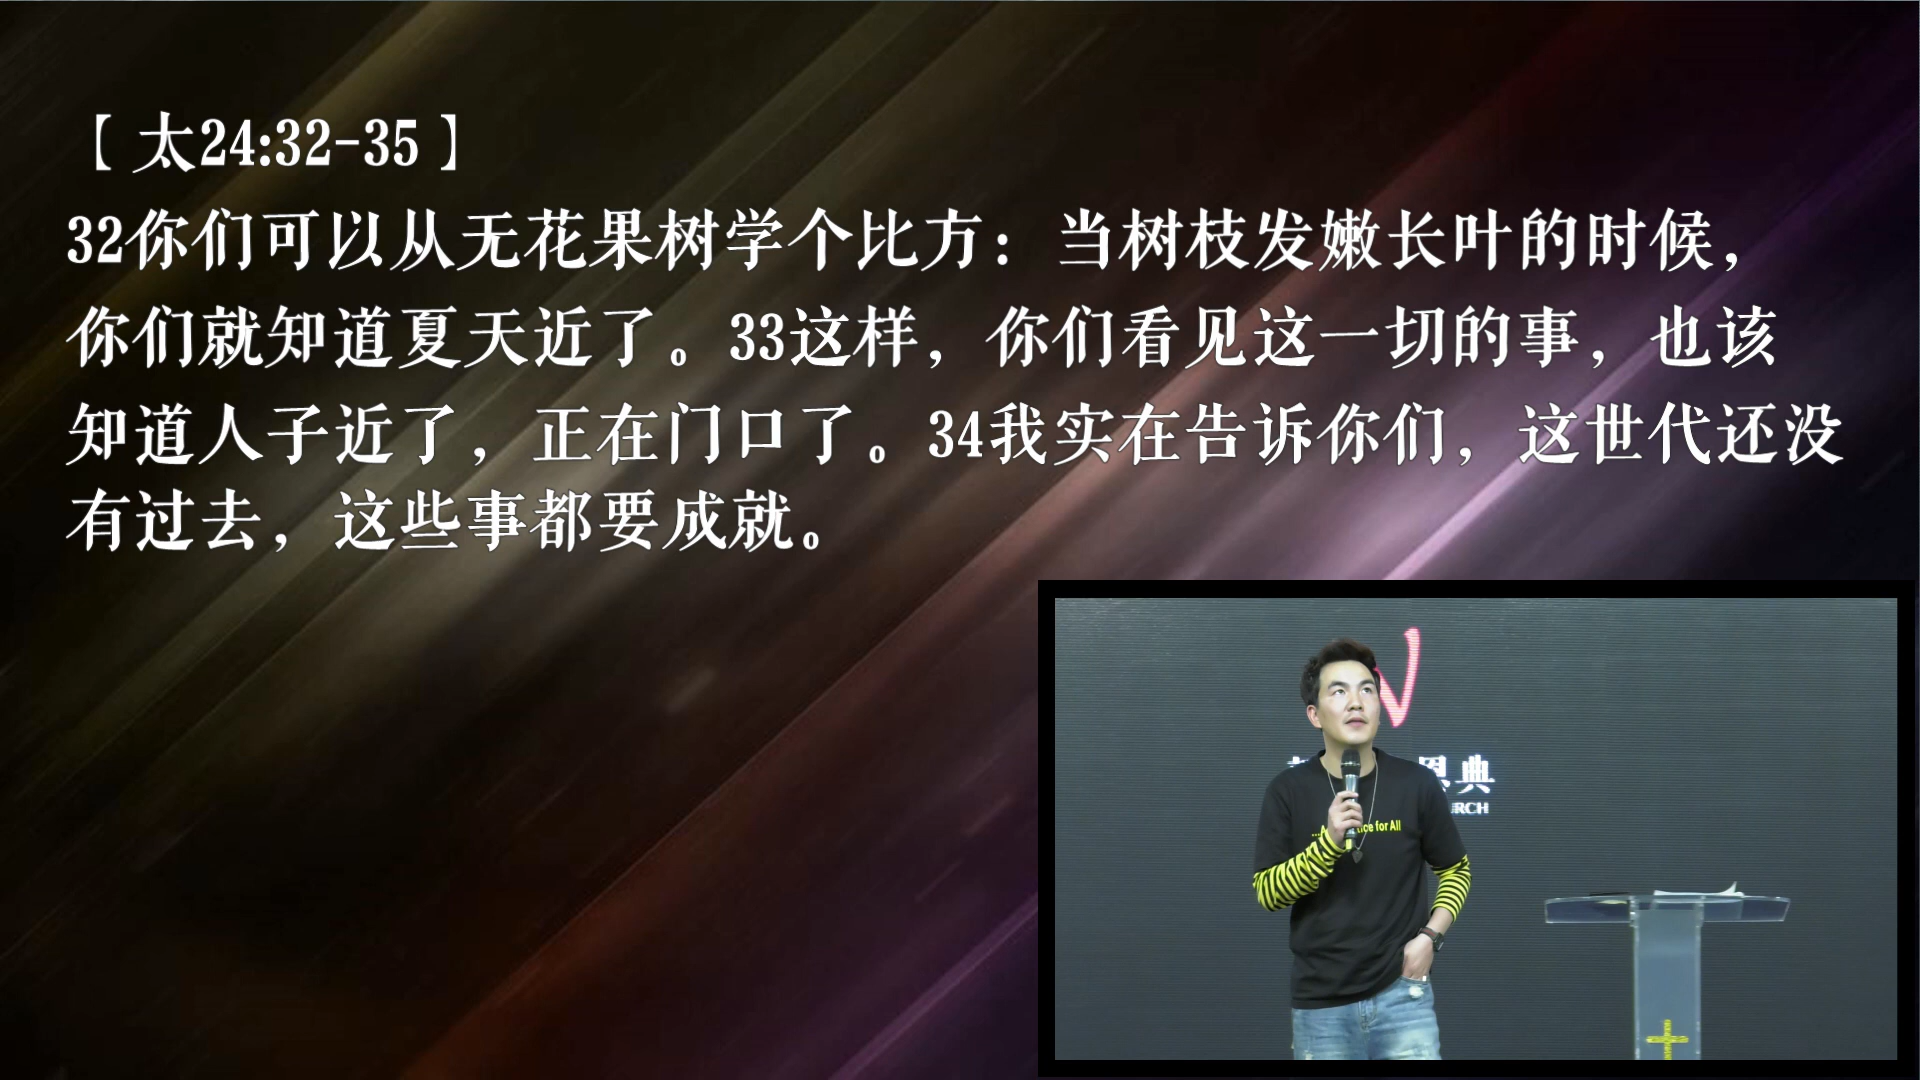 【 太24:32-35 】
32你们可以从无花果树学个比方：当树枝发嫩长叶的时候，
你们就知道夏天近了。33这样，你们看见这一切的事，也该
知道人子近了，正在门口了。34我实在告诉你们，这世代还没
有过去，这些事都要成就。
恩典
for All